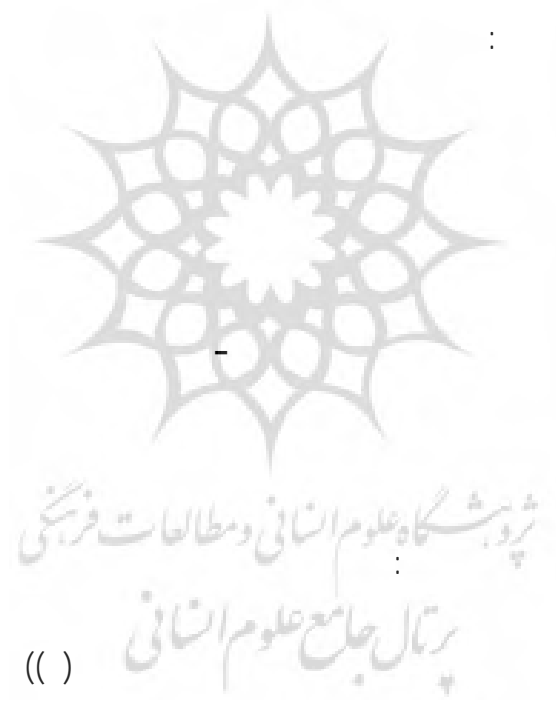 :
-
پژوهشگاه علوم انسانی و مطالعات فرهنگی
:
پرتال جامع علوم انسانی
(( )